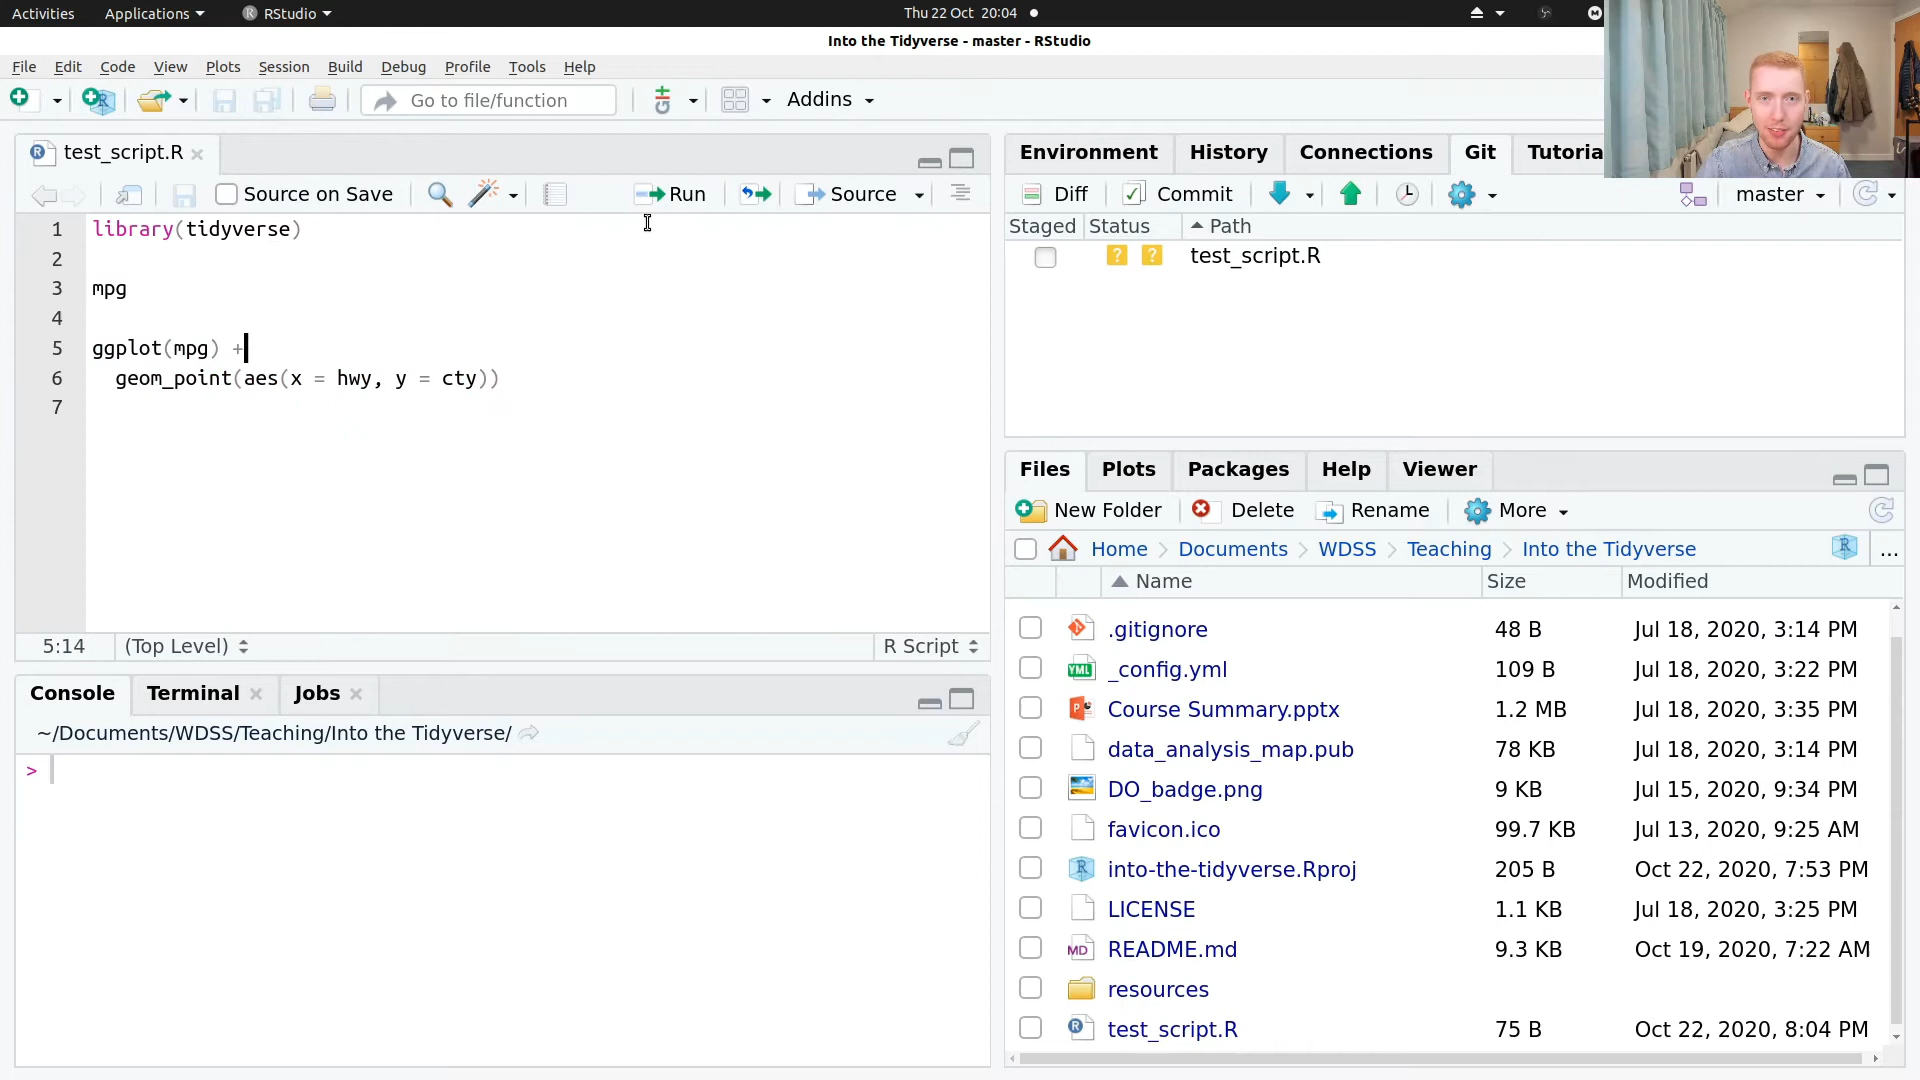 Activities Applications RStudio Thu 22 Oct 20:04
Into the Tidyverse - master - RStudio
File Edit Code View Plots Session Build Debug Profile Tools Help
Go to file/function Addins
test_script.R
Source on Save Run Source
1 library(tidyverse)
2
3 mpg
4
5 ggplot(mpg) +
6 geom_point(aes(x = hwy, y = cty))
7
5:14 (Top Level) R Script
Console Terminal Jobs
~/Documents/WDSS/Teaching/Into the Tidyverse/
>
Environment History Connections Git Tutoria
Diff Commit master
Staged Status Path
? ? test_script.R
Files Plots Packages Help Viewer
New Folder Delete Rename More
Home Documents WDSS Teaching Into the Tidyverse R ...
Name Size Modified
.gitignore 48 B Jul 18, 2020, 3:14 PM
YML _config.yml 109 B Jul 18, 2020, 3:22 PM
Course Summary.pptx 1.2 MB Jul 18, 2020, 3:35 PM
data_analysis_map.pub 78 KB Jul 18, 2020, 3:14 PM
DO_badge.png 9 KB Jul 15, 2020, 9:34 PM
favicon.ico 99.7 KB Jul 13, 2020, 9:25 AM
into-the-tidyverse.Rproj 205 B Oct 22, 2020, 7:53 PM
LICENSE 1.1 KB Jul 18, 2020, 3:25 PM
MD README.md 9.3 KB Oct 19, 2020, 7:22 AM
resources
test_script.R 75 B Oct 22, 2020, 8:04 PM